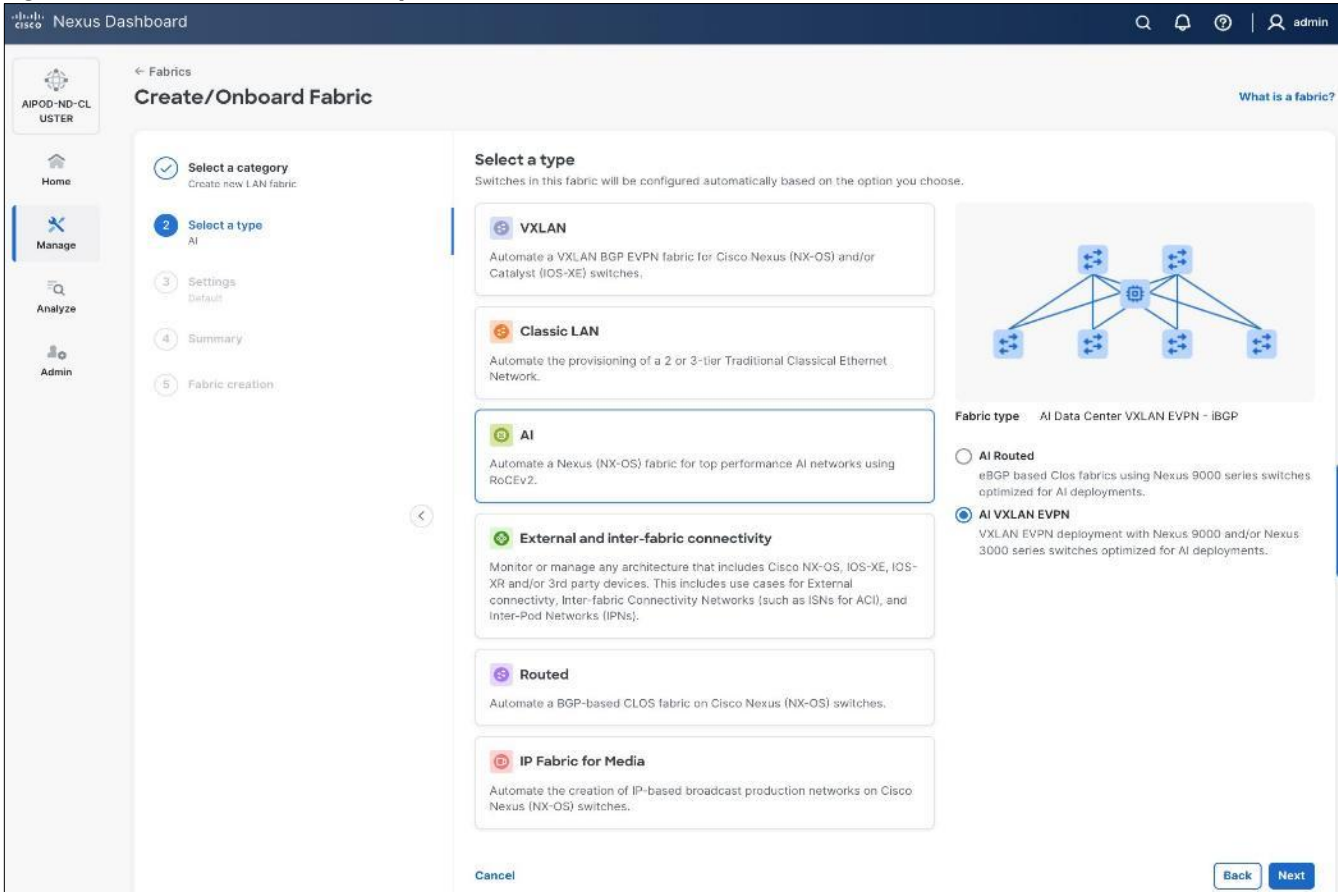 cisco Nexus Dashboard
admin
AIPOD-ND-CL
USTER
Home
Manage
Analyze
Admin
← Fabrics
Create/Onboard Fabric
What is a fabric?
Select a category
Create new LAN fabric
2 Select a type
AI
3 Settings
Default
4 Summary
5 Fabric creation
Select a type
Switches in this fabric will be configured automatically based on the option you choose.
VXLAN
Automate a VXLAN BGP EVPN fabric for Cisco Nexus (NX-OS) and/or
Catalyst (IOS-XE) switches.
Classic LAN
Automate the provisioning of a 2 or 3-tier Traditional Classical Ethernet
Network.
AI
Automate a Nexus (NX-OS) fabric for top performance AI networks using
RoCEv2.
External and inter-fabric connectivity
Monitor or manage any architecture that includes Cisco NX-OS, IOS-XE, IOS-
XR and/or 3rd party devices. This includes use cases for External
connectivty, Inter-fabric Connectivity Networks (such as ISNs for ACI), and
Inter-Pod Networks (IPNs).
Routed
Automate a BGP-based CLOS fabric on Cisco Nexus (NX-OS) switches.
IP Fabric for Media
Automate the creation of IP-based broadcast production networks on Cisco
Nexus (NX-OS) switches.
Fabric type AI Data Center VXLAN EVPN - iBGP
AI Routed
eBGP based Clos fabrics using Nexus 9000 series switches
optimized for AI deployments.
AI VXLAN EVPN
VXLAN EVPN deployment with Nexus 9000 and/or Nexus
3000 series switches optimized for AI deployments.
Cancel
Back
Next